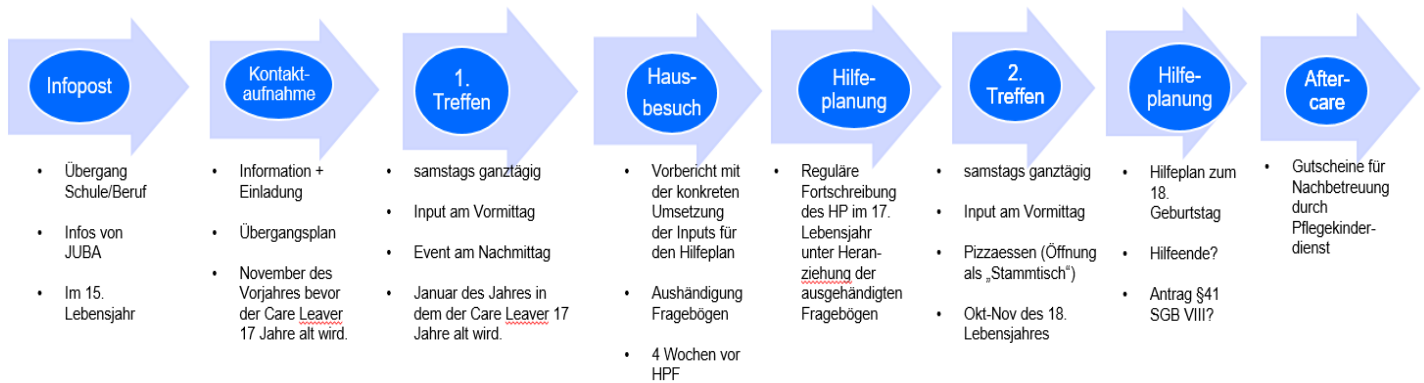 Infopost
Kontakt-
aufnahme
1.
Treffen
Haus-
besuch
Hilfe-
planung
2.
Treffen
Hilfe-
planung
After-
care
• Übergang
Schule/Beruf
• Infos von
JUBA
• Im 15.
Lebensjahr
• Information +
Einladung
• Übergangsplan
• November des
Vorjahres bevor
der Care Leaver
17 Jahre alt wird.
• samstags ganztägig
• Input am Vormittag
• Event am Nachmittag
• Januar des Jahres in
dem der Care Leaver 17
Jahre alt wird.
• Vorbericht mit
der konkreten
Umsetzung
der Inputs für
den Hilfeplan
• Aushändigung
Fragebögen
• 4 Wochen vor
HPF
• Reguläre
Fortschreibung
des HP im 17.
Lebensjahr
unter Heran-
ziehung der
ausgehändigten
Fragebögen
• samstags ganztägig
• Input am Vormittag
• Pizzaessen (Öffnung
als „Stammtisch“)
• Okt-Nov des 18.
Lebensjahres
• Hilfeplan zum
18.
Geburtstag
• Hilfeende?
• Antrag §41
SGB VIII?
• Gutscheine für
Nachbetreuung
durch
Pflegekinder-
dienst